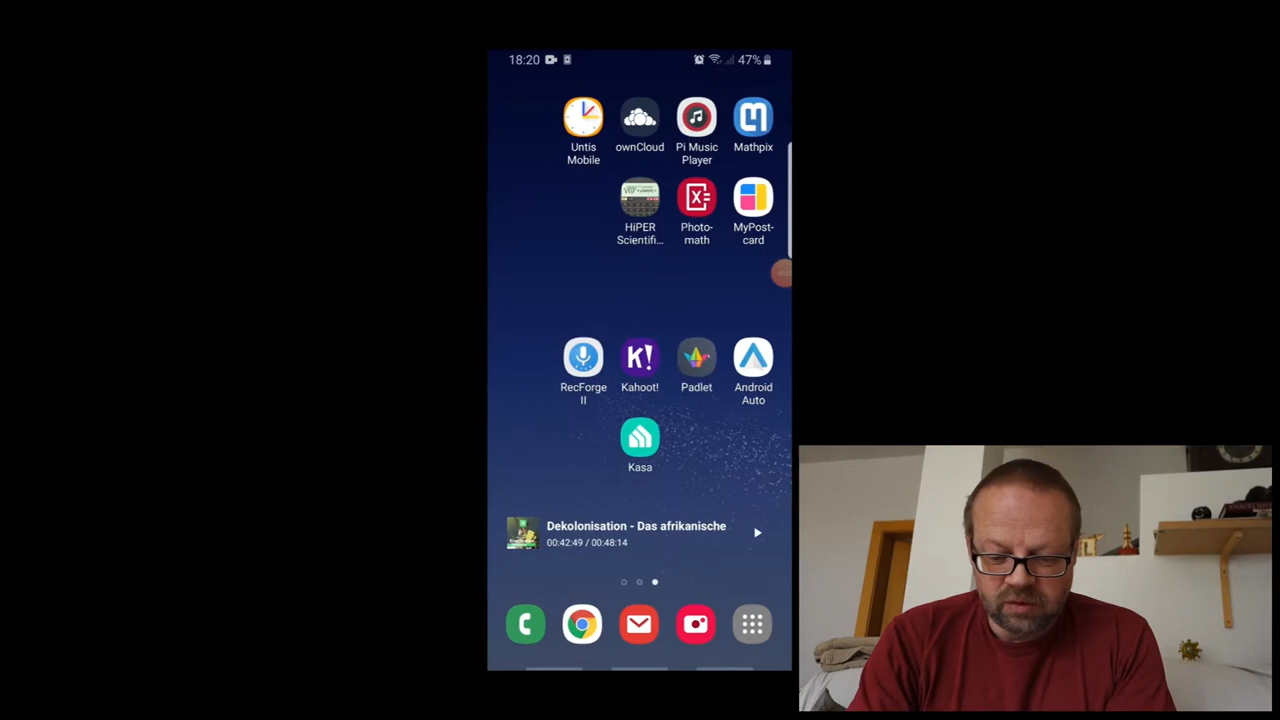 18:20
47%
Untis
Mobile
ownCloud
Pi Music
Player
Mathpix
HiPER
Scientifi...
Photo-
math
MyPost-
card
RecForge
II
K!
Kahoot!
Padlet
Android
Auto
Kasa
Dekolonisation - Das afrikanische
00:42:49 / 00:48:14